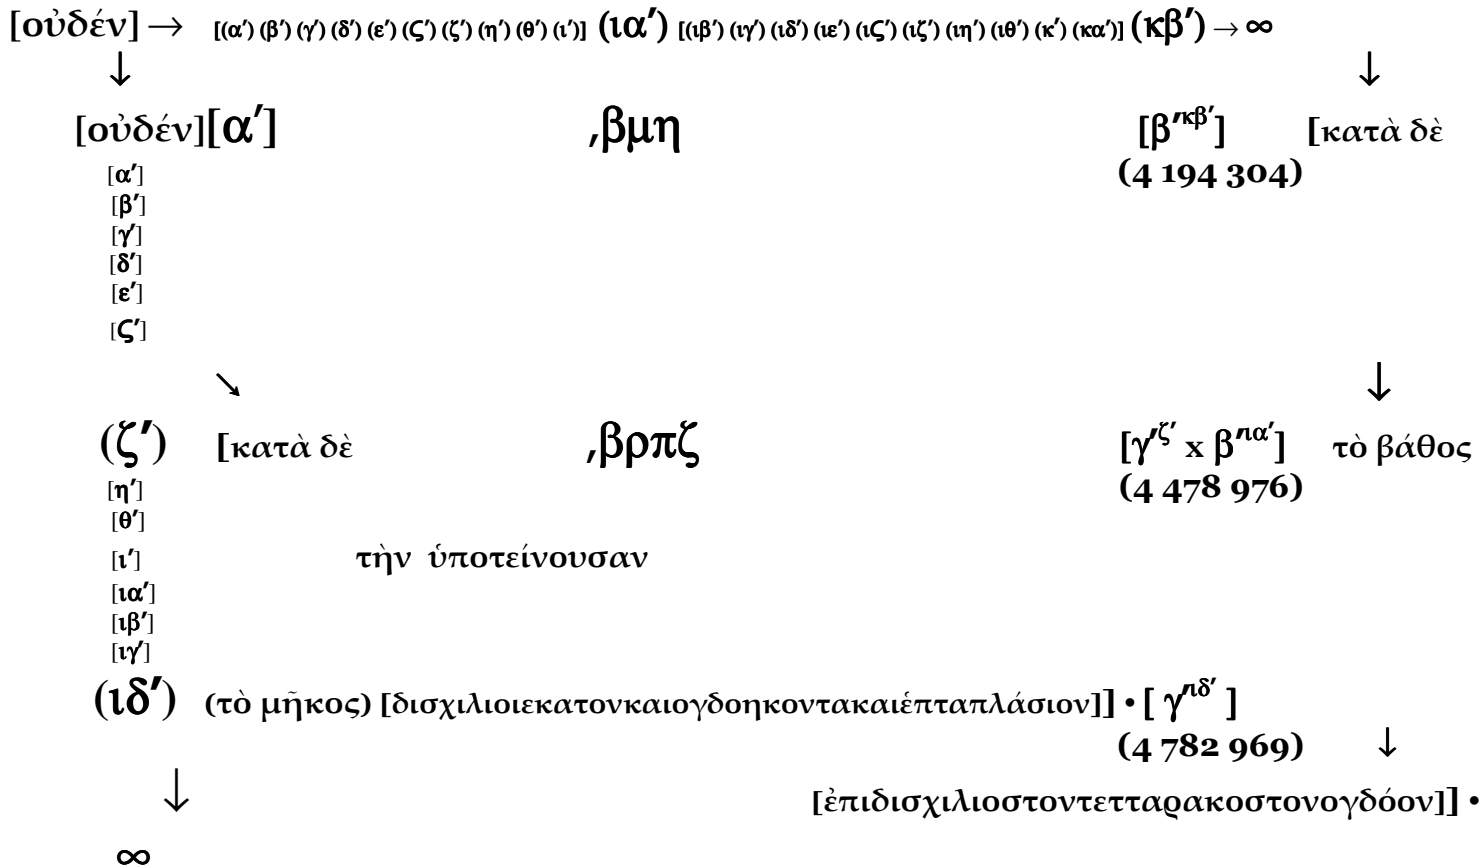 [οὐδέν] → [(α′) (β′) (γ′) (δ′) (ε′) (Ϛ′) (ζ′) (η′) (θ′) (ι′)] (ια′) [(ιβ′) (ιγ′) (ιδ′) (ιε′) (ιϚ′) (ιζ′) (ιη′) (ιθ′) (κ′) (κα′)] (κβ′) → ∞
↓ ↓
[οὐδέν][α′] ,βμη [β′κβ′] [κατὰ δὲ
[α′] (4 194 304)
[β′]
[γ′]
[δ′]
[ε′]
[Ϛ′]
↘ ↓
(ζ′) [κατὰ δὲ ,βρπζ [γ′ζ′ x β′ια′] τὸ βάθος
[η′] (4 478 976)
[θ′]
[ι′] τὴν ὑποτείνουσαν
[ια′]
[ιβ′]
[ιγ′]
(ιδ′) (τὸ μῆκος) [δισχιλιοιεκατονκαιογδοηκοντακαιἑπταπλάσιον]] • [ γ′ιδ′ ]
(4 782 969) ↓
↓ [ἐπιδισχιλιοστοντετταρακοστονογδόον]] •
∞